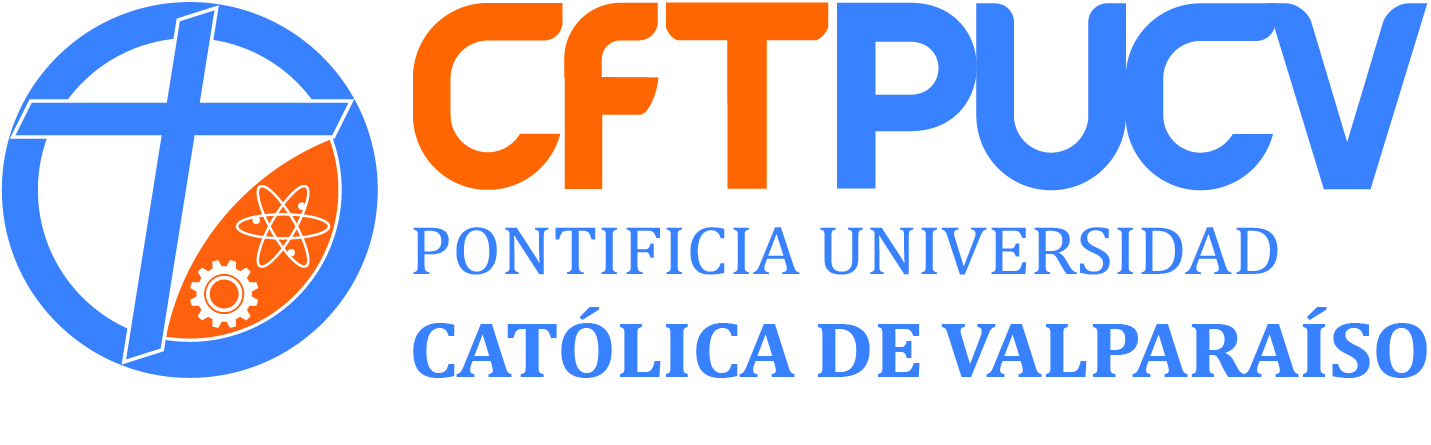 CfTPUCV
PONTIFICIA UNIVERSIDAD
CATÓLICA DE VALPARAÍSO